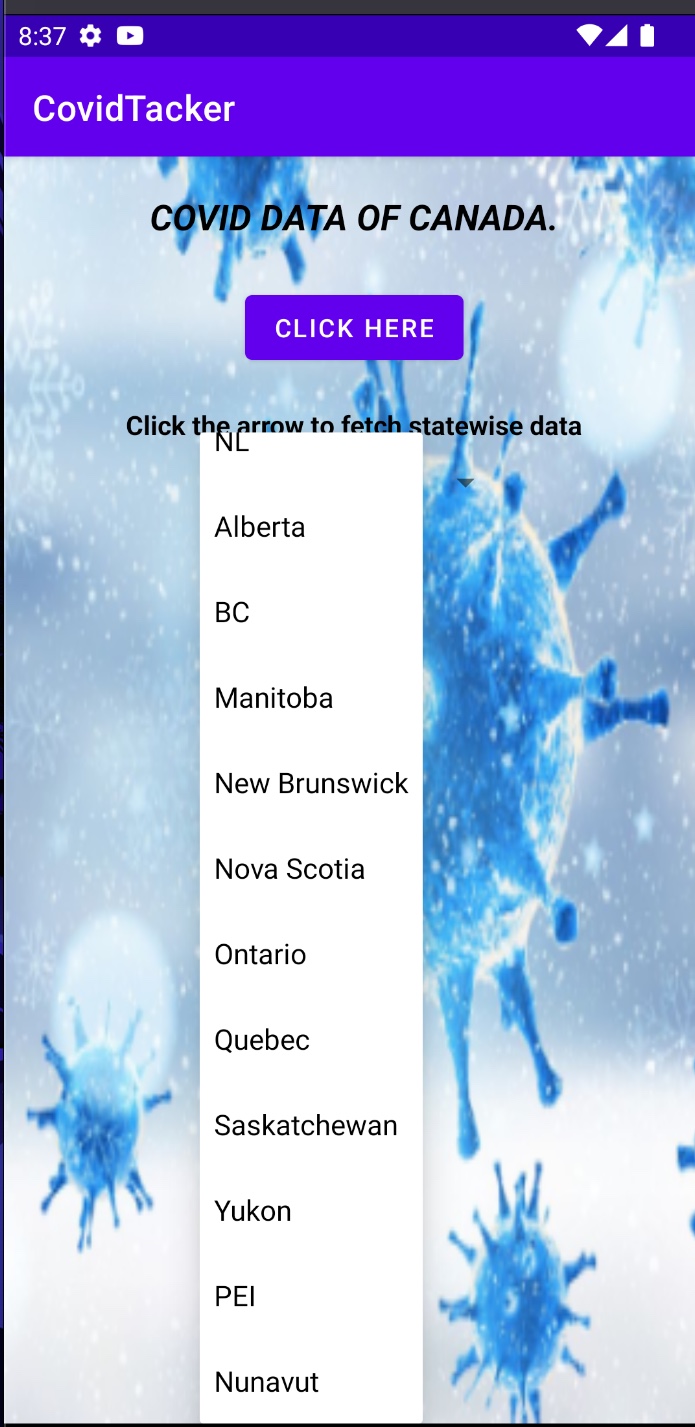 8:37
CovidTacker
COVID DATA OF CANADA.
CLICK HERE
Click the arrow to fetch statewise data
NL
Alberta
BC
Manitoba
New Brunswick
Nova Scotia
Ontario
Quebec
Saskatchewan
Yukon
PEI
Nunavut